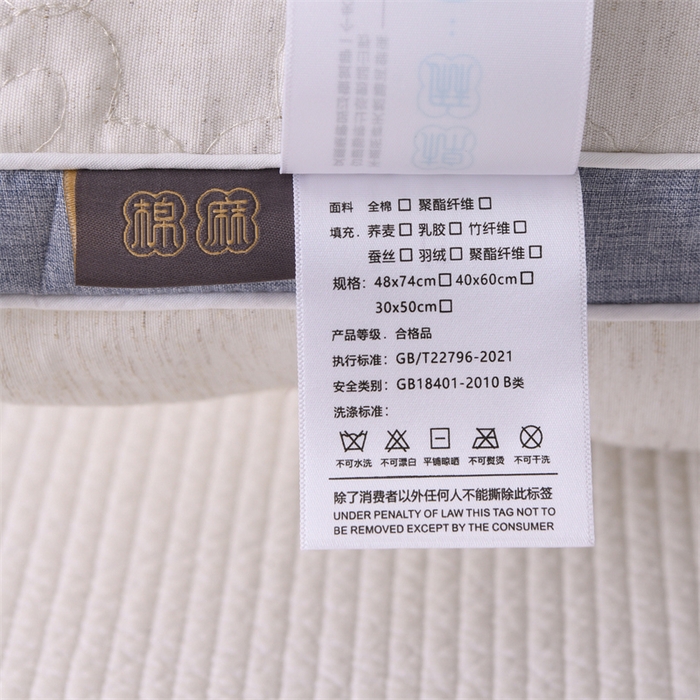 棉麻
面料 全棉☐ 聚酯纤维☐
填充. 荞麦☐ 乳胶☐ 竹纤维☐
蚕丝☐ 羽绒☐ 聚酯纤维☐
规格: 48x74cm☐ 40x60cm☐
30x50cm☐
产品等级. 合格品
执行标准: GB/T22796-2021
安全类别: GB18401-2010 B类
洗涤标准:
不可水洗 不可漂白 平铺晾晒 不可熨烫 不可干洗
除了消费者以外任何人不能撕除此标签
UNDER PENALTY OF LAW THIS TAG NOT TO
BE REMOVED EXCEPT BY THE CONSUMER